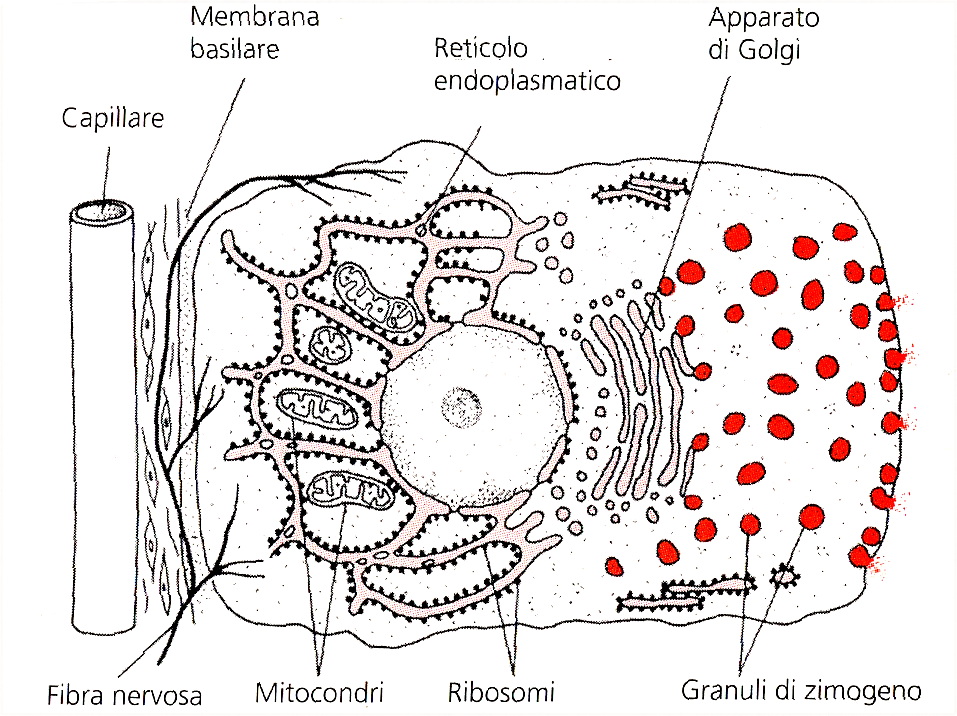 Membrana
basilare
Reticolo
endoplasmatico
Apparato
di Golgi
Capillare
Fibra nervosa
Mitocondri
Ribosomi
Granuli di zimogeno